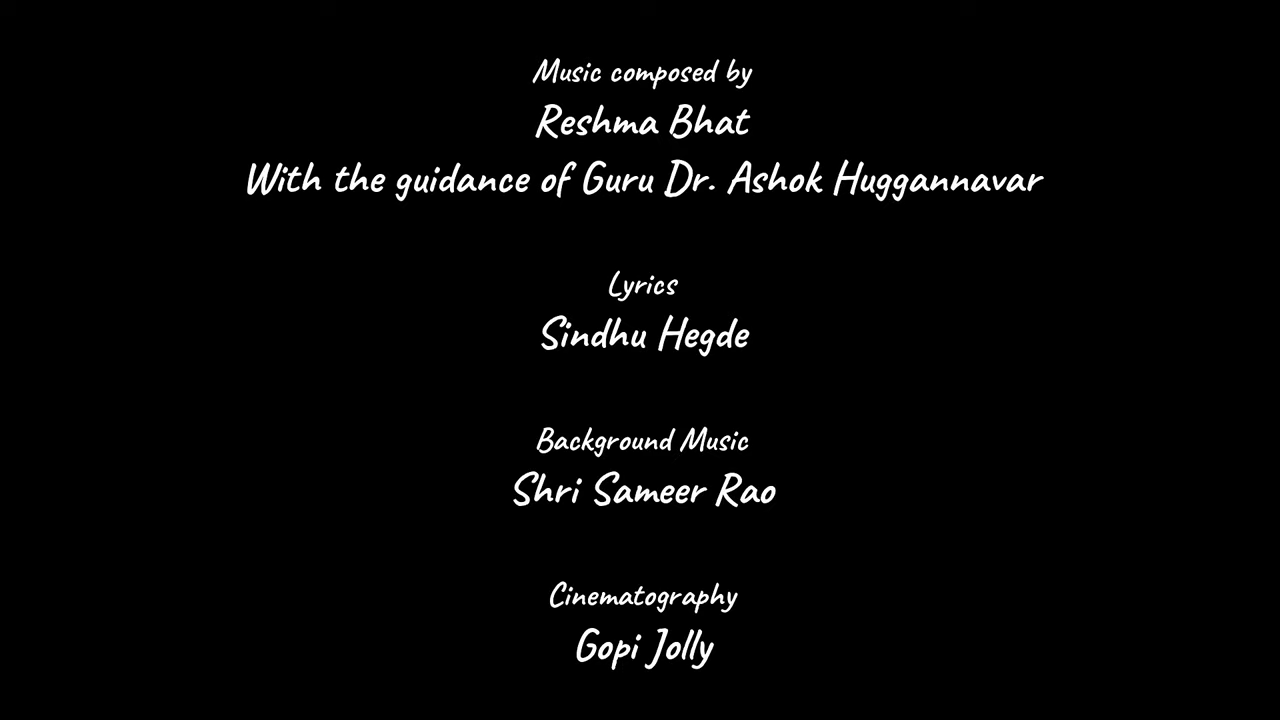 Music composed by
Reshma Bhat
With the guidance of Guru Dr. Ashok Huggannavar
Lyrics
Sindhu Hegde
Background Music
Shri Sameer Rao
Cinematography
Gopi Jolly